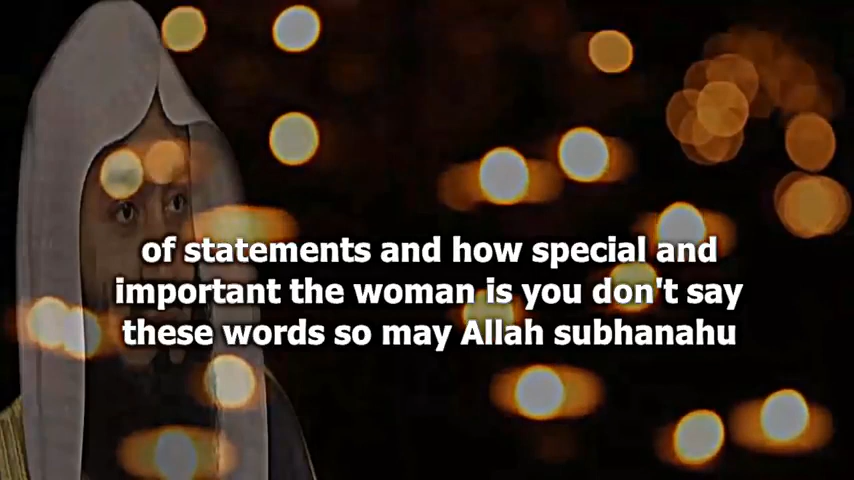 of statements and how special and
important the woman is you don't say
these words so may Allah subhanahu